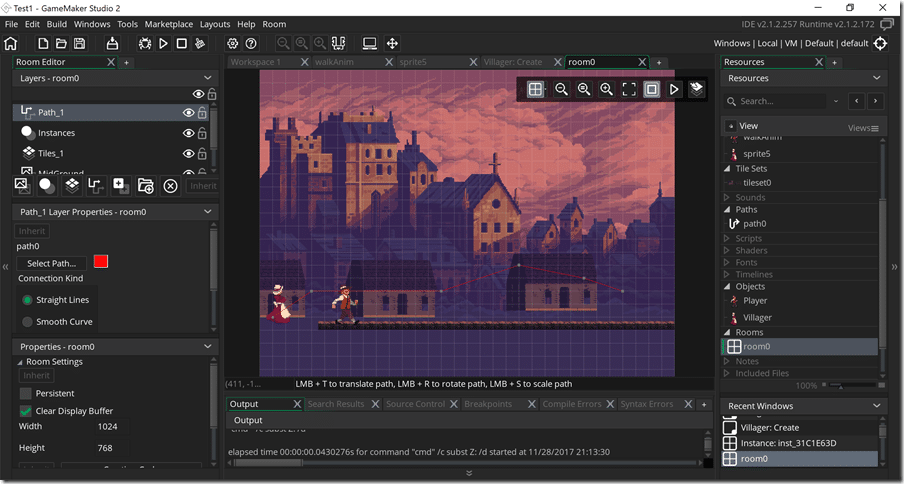 Test1 - GameMaker Studio 2
File Edit Build Windows Tools Marketplace Layouts Help Room
IDE v2.1.2.257 Runtime v2.1.2.172
Windows | Local | VM | Default | default
Room Editor
Layers - room0
Path_1
Instances
Tiles_1
MidGround
Inherit
Path_1 Layer Properties - room0
Inherit
path0
Select Path...
Connection Kind
Straight Lines
Smooth Curve
Properties - room0
Room Settings
Inherit
Persistent
Clear Display Buffer
Width 1024
Height 768
Workspace 1 walkAnim sprite5 Villager: Create room0
(411, -1...
LMB + T to translate path, LMB + R to rotate path, LMB + S to scale path
Output Search Results Source Control Breakpoints Compile Errors Syntax Errors
Output
elapsed time 00:00:00.0430276s for command "cmd" /c subst Z: /d started at 11/28/2017 21:13:30
Resources
Resources
Search...
View Views
walkAnim
sprite5
Tile Sets
tileset0
Sounds
Paths
path0
Scripts
Shaders
Fonts
Timelines
Objects
Player
Villager
Rooms
room0
Notes
Included Files
100%
Recent Windows
Villager: Create
Instance: inst_31C1E63D
room0